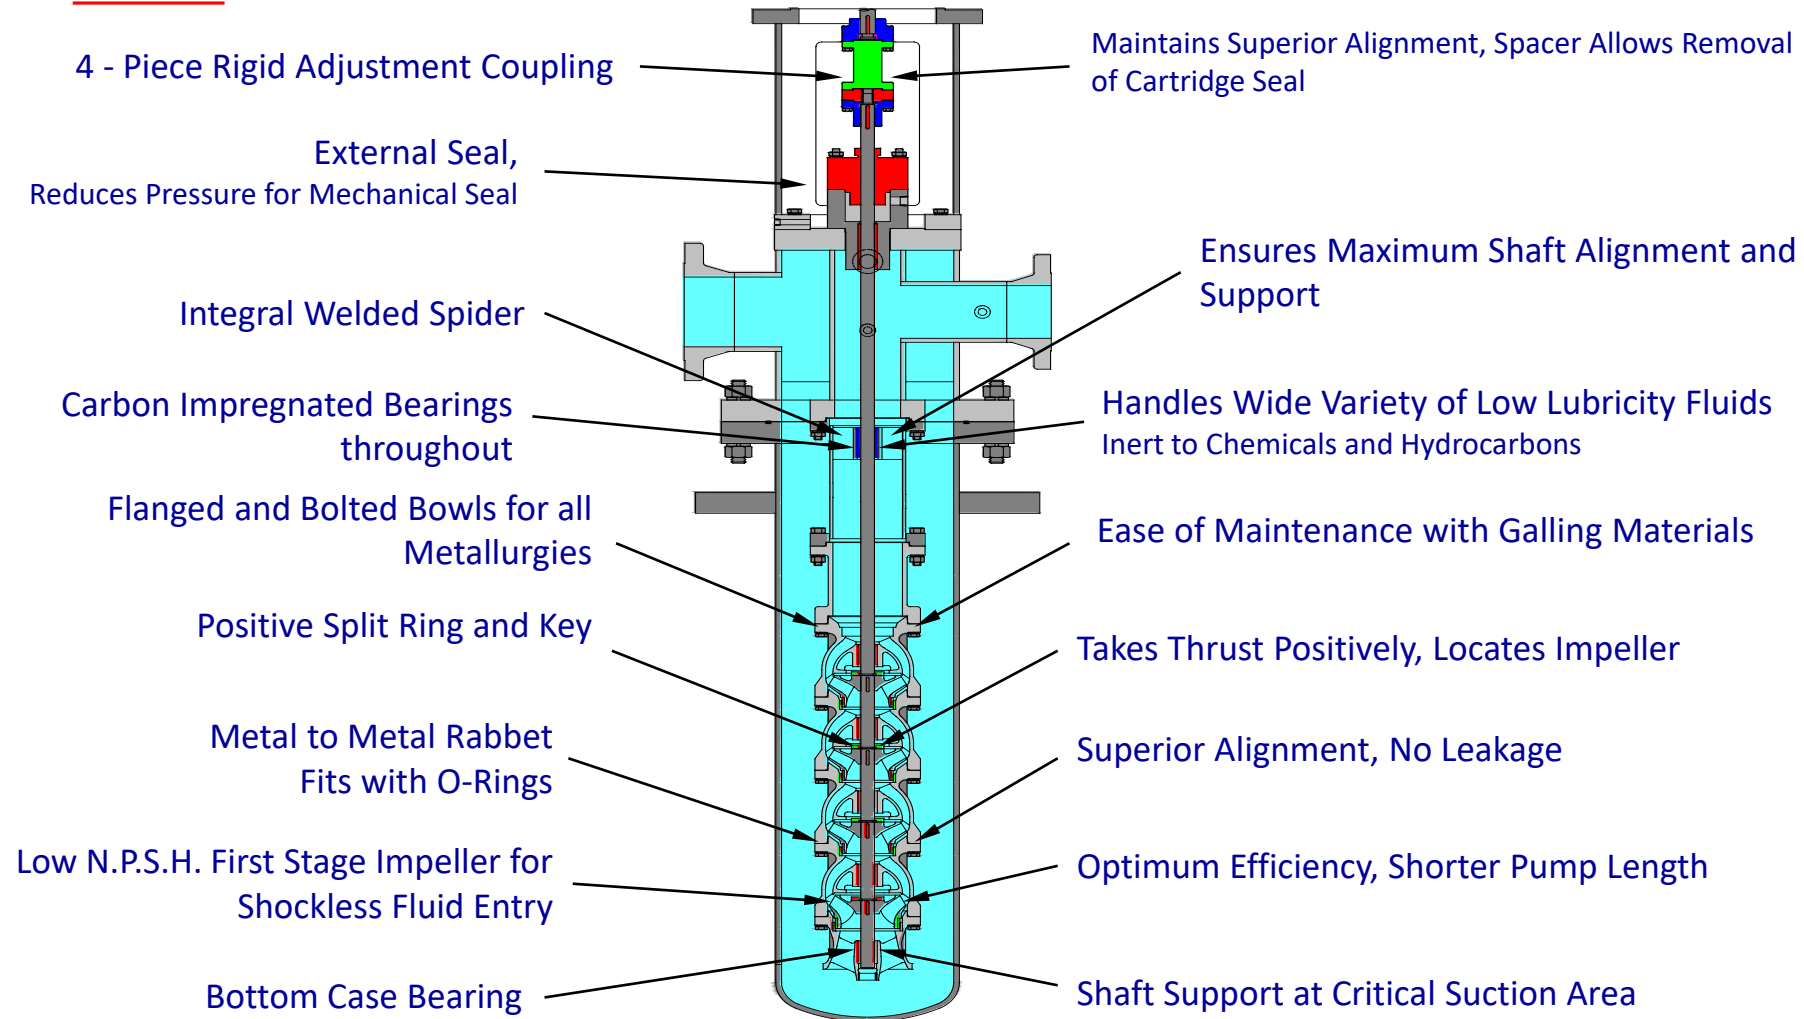 4 - Piece Rigid Adjustment Coupling
Maintains Superior Alignment, Spacer Allows Removal
of Cartridge Seal
External Seal,
Reduces Pressure for Mechanical Seal
Ensures Maximum Shaft Alignment and
Support
Integral Welded Spider
Carbon Impregnated Bearings
throughout
Handles Wide Variety of Low Lubricity Fluids
Inert to Chemicals and Hydrocarbons
Flanged and Bolted Bowls for all
Metallurgies
Ease of Maintenance with Galling Materials
Positive Split Ring and Key
Takes Thrust Positively, Locates Impeller
Metal to Metal Rabbet
Fits with O-Rings
Superior Alignment, No Leakage
Low N.P.S.H. First Stage Impeller for
Shockless Fluid Entry
Optimum Efficiency, Shorter Pump Length
Bottom Case Bearing
Shaft Support at Critical Suction Area